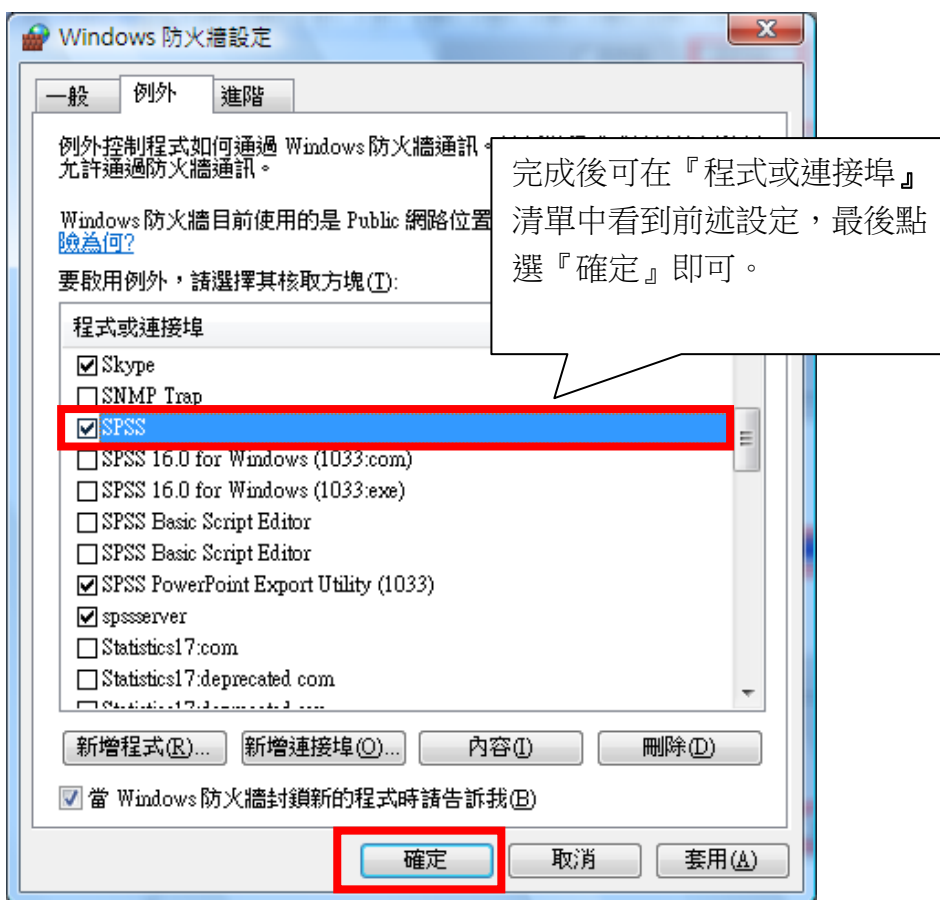 Windows 防火牆設定
一般 例外 進階
例外控制程式如何通過 Windows 防火牆通訊。
允許通過防火牆通訊。
完成後可在『程式或連接埠』
清單中看到前述設定，最後點
選『確定』即可。
Windows 防火牆目前使用的是 Public 網路位置
險為何?
要啟用例外，請選擇其核取方塊(T):
程式或連接埠
Skype
SNMP Trap
SPSS
SPSS 16.0 for Windows (1033:com)
SPSS 16.0 for Windows (1033:exe)
SPSS Basic Script Editor
SPSS Basic Script Editor
SPSS PowerPoint Export Utility (1033)
spssserver
Statistics17:com
Statistics17:deprecated com
新增程式(R)... 新增連接埠(O)... 內容(I) 刪除(D)
當 Windows 防火牆封鎖新的程式時請告訴我(B)
確定 取消 套用(A)